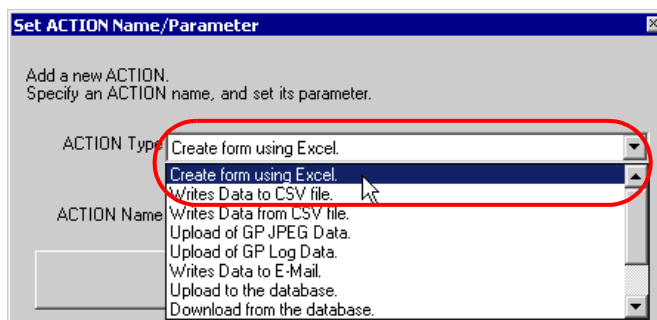 Set ACTION Name/Parameter
Add a new ACTION.
Specify an ACTION name, and set its parameter.
ACTION Type
Create form using Excel.
Create form using Excel.
Writes Data to CSV file.
ACTION Name
Writes Data from CSV file.
Upload of GP JPEG Data.
Upload of GP Log Data.
Writes Data to E-Mail.
Upload to the database.
Download from the database.